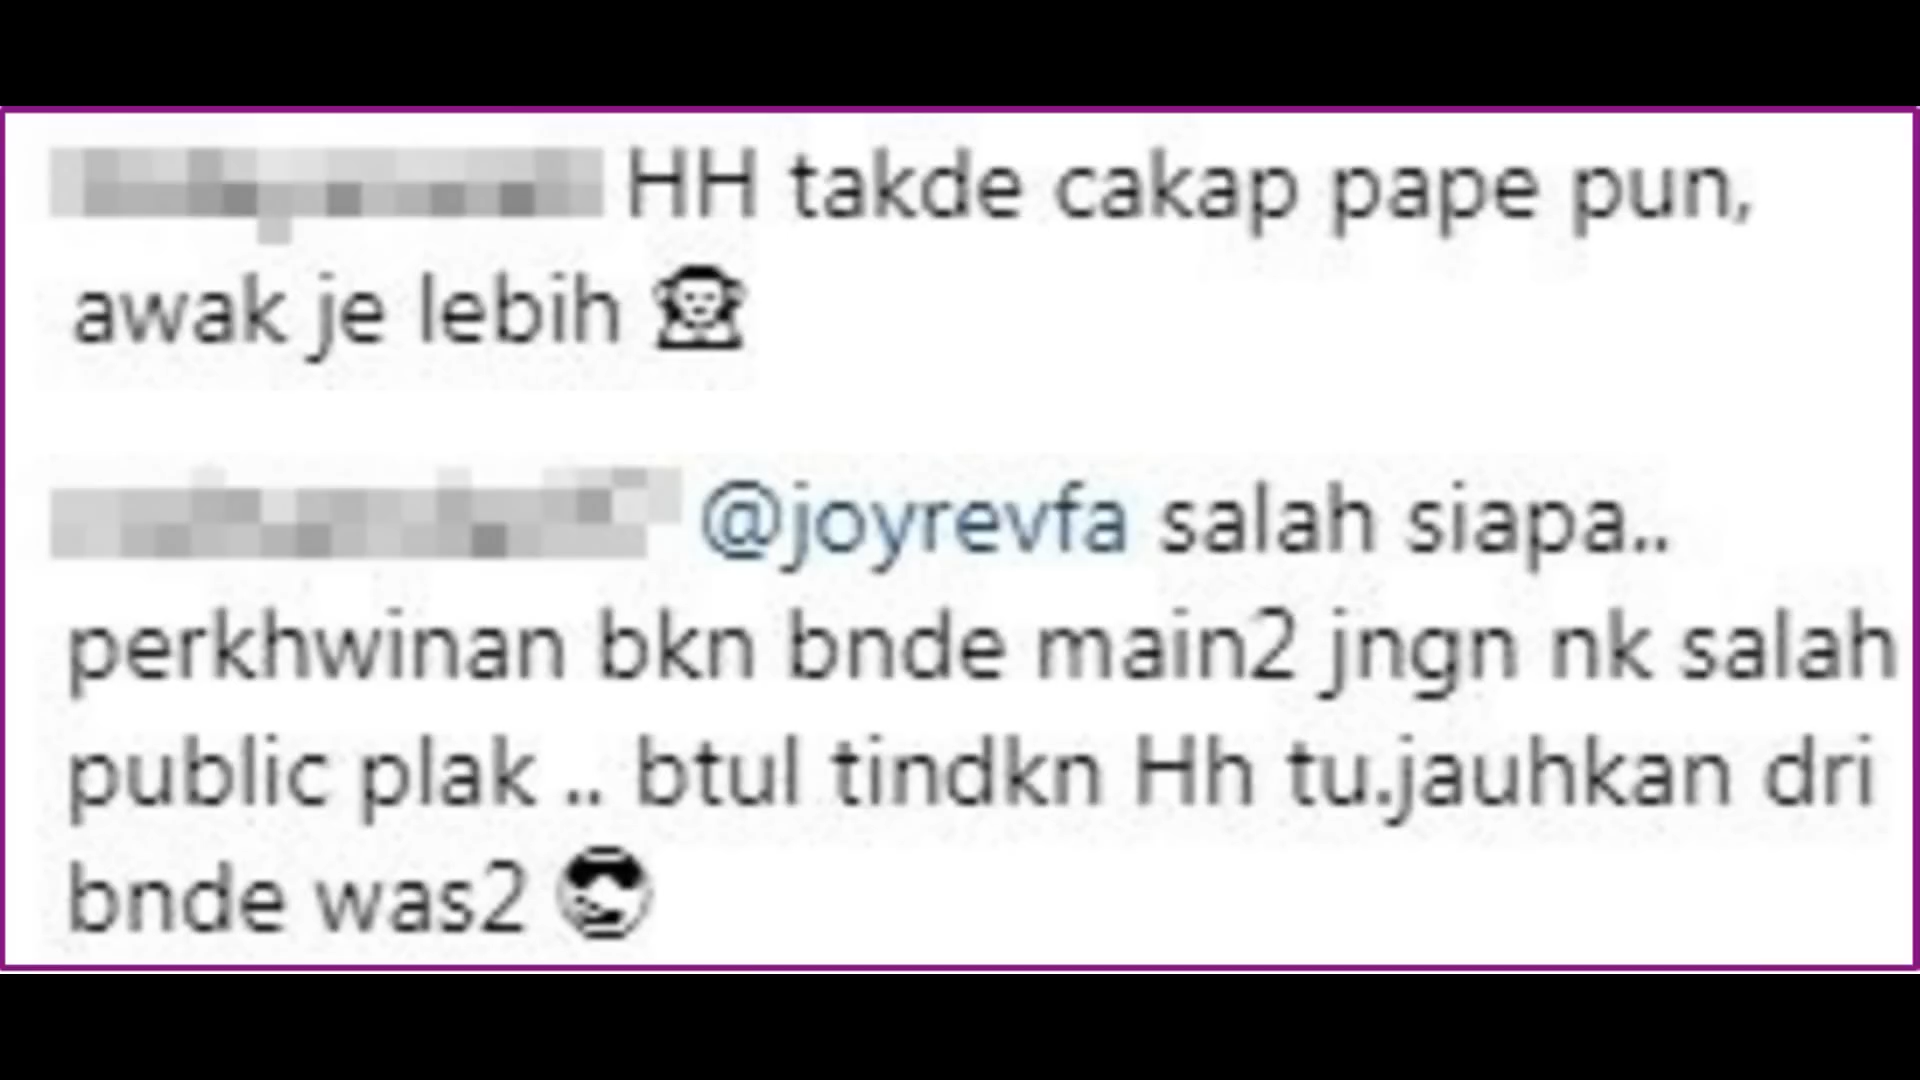 HH takde cakap pape pun,
awak je lebih
@joyrevfa salah siapa..
perkhwinan bkn bnde main2 jngn nk salah
public plak .. btul tindkn Hh tu.jauhkan dri
bnde was2